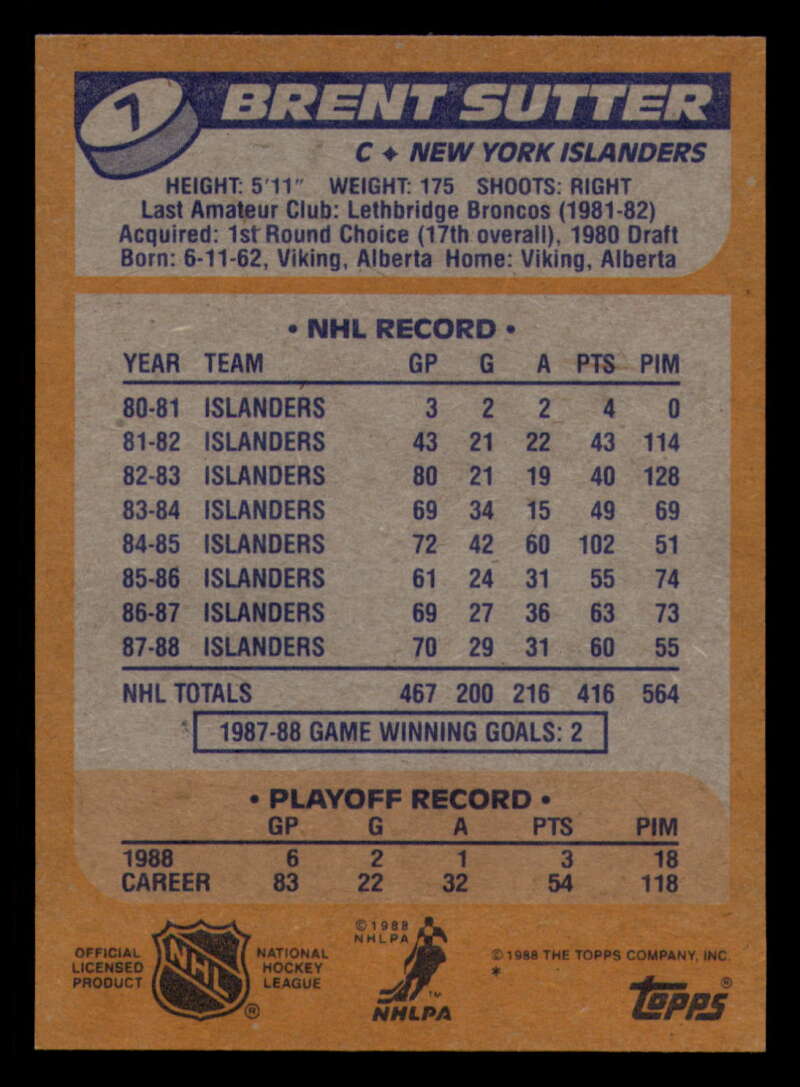 7 BRENT SUTTER
C ♦ NEW YORK ISLANDERS
HEIGHT: 5'11" WEIGHT: 175 SHOOTS: RIGHT
Last Amateur Club: Lethbridge Broncos (1981-82)
Acquired: 1st Round Choice (17th overall), 1980 Draft
Born: 6-11-62, Viking, Alberta Home: Viking, Alberta
• NHL RECORD •
YEAR TEAM GP G A PTS PIM
80-81 ISLANDERS 3 2 2 4 0
81-82 ISLANDERS 43 21 22 43 114
82-83 ISLANDERS 80 21 19 40 128
83-84 ISLANDERS 69 34 15 49 69
84-85 ISLANDERS 72 42 60 102 51
85-86 ISLANDERS 61 24 31 55 74
86-87 ISLANDERS 69 27 36 63 73
87-88 ISLANDERS 70 29 31 60 55
NHL TOTALS 467 200 216 416 564
1987-88 GAME WINNING GOALS: 2
• PLAYOFF RECORD •
GP G A PTS PIM
1988 6 2 1 3 18
CAREER 83 22 32 54 118
OFFICIAL
LICENSED
PRODUCT
NHL ®
NATIONAL
HOCKEY
LEAGUE
© 1988
NHLPA
™
NHLPA
© 1988 THE TOPPS COMPANY, INC.
*
topps ®